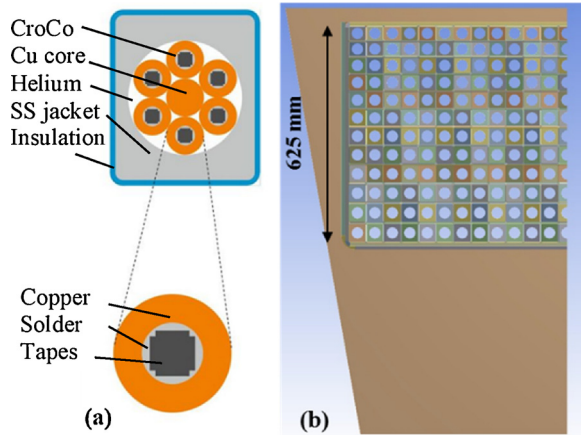 CroCo
Cu core
Helium
SS jacket
Insulation
625 mm
Copper
Solder
Tapes
(a)
(b)